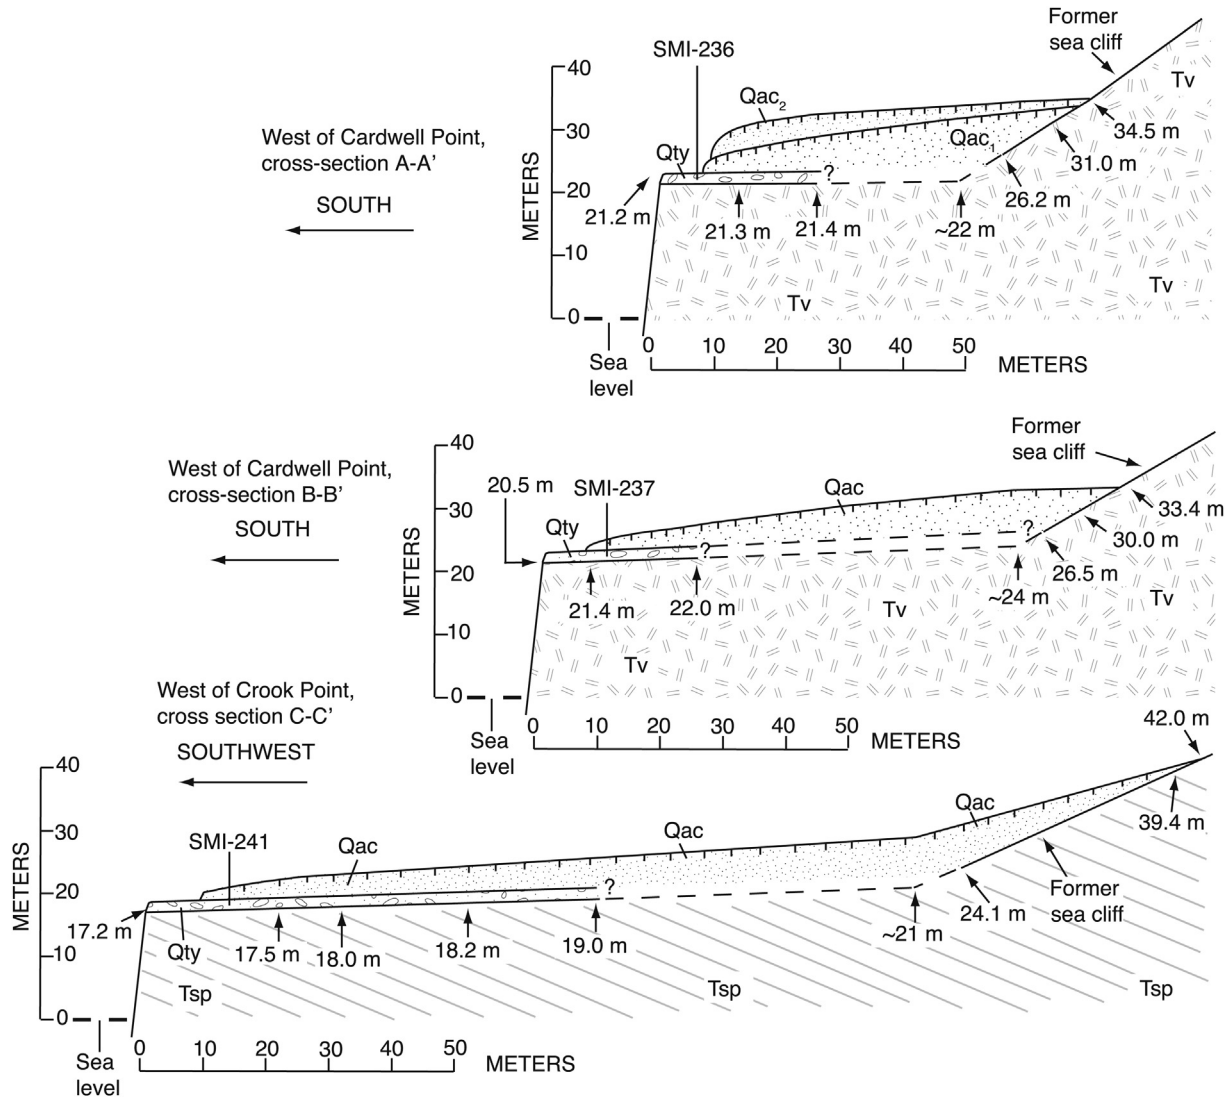 Former
sea cliff
SMI-236
Tv
40
Qac2
West of Cardwell Point,
cross-section A-A'
30
34.5 m
Qac1
Qty
?
31.0 m
METERS
20
SOUTH
21.2 m
26.2 m
21.3 m
21.4 m
~22 m
10
Tv
Tv
0
Sea
level
0 10 20 30 40 50
METERS
Former
sea cliff
40
West of Cardwell Point,
cross-section B-B'
20.5 m
SMI-237
Qac
33.4 m
30
SOUTH
Qty
?
?
30.0 m
METERS
20
26.5 m
21.4 m
22.0 m
~24 m
Tv
Tv
10
Tv
0
West of Crook Point,
cross section C-C'
SOUTHWEST
Sea
level
0 10 20 30 40 50
METERS
42.0 m
40
Qac
39.4 m
SMI-241
Qac
Qac
30
METERS
?
20
Former
sea cliff
24.1 m
17.2 m
Qty
17.5 m
18.0 m
18.2 m
19.0 m
~21 m
10
Tsp
Tsp
Tsp
0
Sea
level
0 10 20 30 40 50
METERS